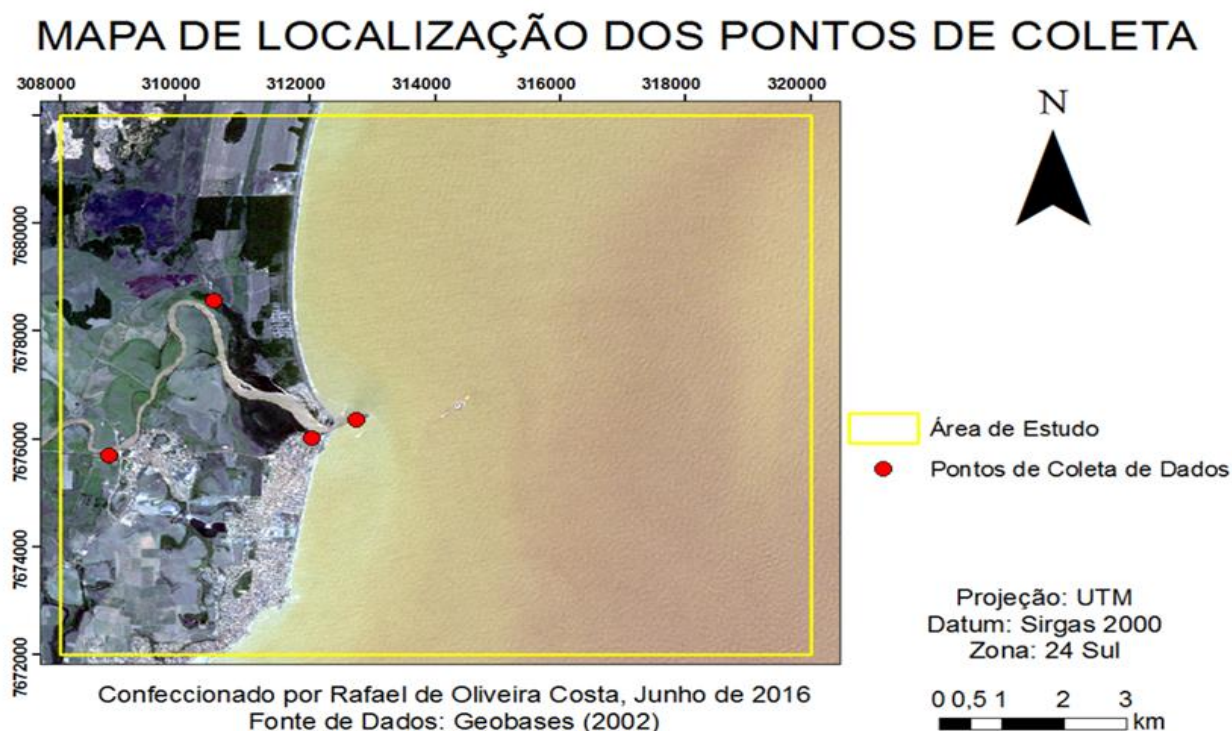 MAPA DE LOCALIZAÇÃO DOS PONTOS DE COLETA
308000 310000 312000 314000 316000 318000 320000
N
7680000
7678000
7676000
7674000
7672000
Área de Estudo
Pontos de Coleta de Dados
Projeção: UTM
Datum: Sirgas 2000
Zona: 24 Sul
0 0,5 1 2 3
km
Confeccionado por Rafael de Oliveira Costa, Junho de 2016
Fonte de Dados: Geobases (2002)